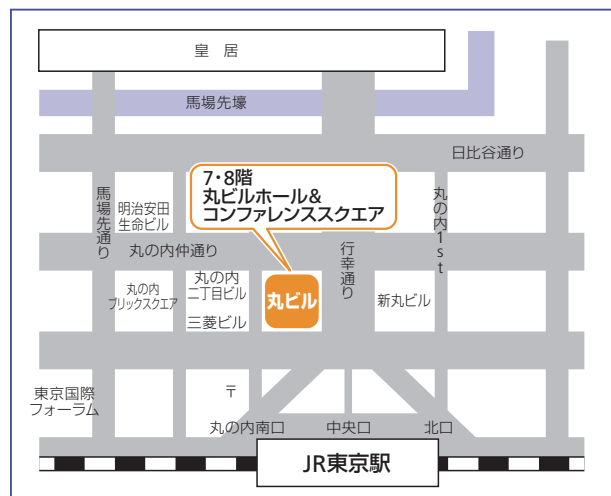 皇居
馬場先壕
日比谷通り
7・8階
丸ビルホール&
コンファレンススクエア
馬場先通り
明治安田
生命ビル
丸の内1st
丸の内仲通り
行幸通り
丸の内
ブリックスクエア
丸の内
二丁目ビル
三菱ビル
丸ビル
新丸ビル
東京国際
フォーラム
〒
丸の内南口
中央口
北口
JR東京駅